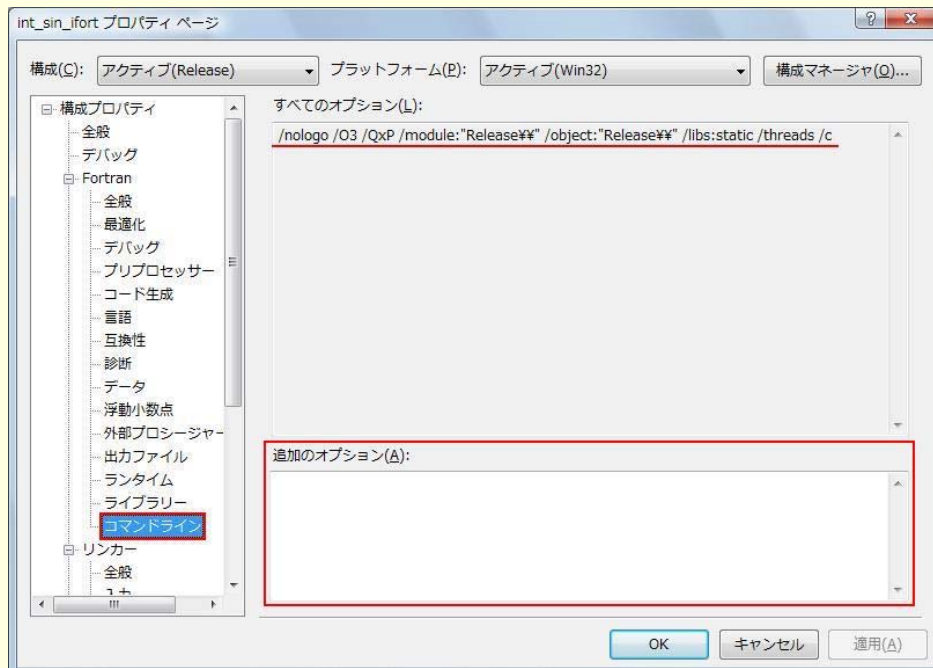 int_sin_ifort プロパティ ページ
構成(C): アクティブ(Release) プラットフォーム(P): アクティブ(Win32) 構成マネージャ(O)...
構成プロパティ
全般
デバッグ
Fortran
全般
最適化
デバッグ
プリプロセッサー
コード生成
言語
互換性
診断
データ
浮動小数点
外部プロシージャー
出力ファイル
ランタイム
ライブラリー
コマンドライン
リンカー
全般
入力
すべてのオプション(L):
/nologo /O3 /QxP /module:"Release¥¥" /object:"Release¥¥" /libs:static /threads /c
追加のオプション(A):
OK キャンセル 適用(A)